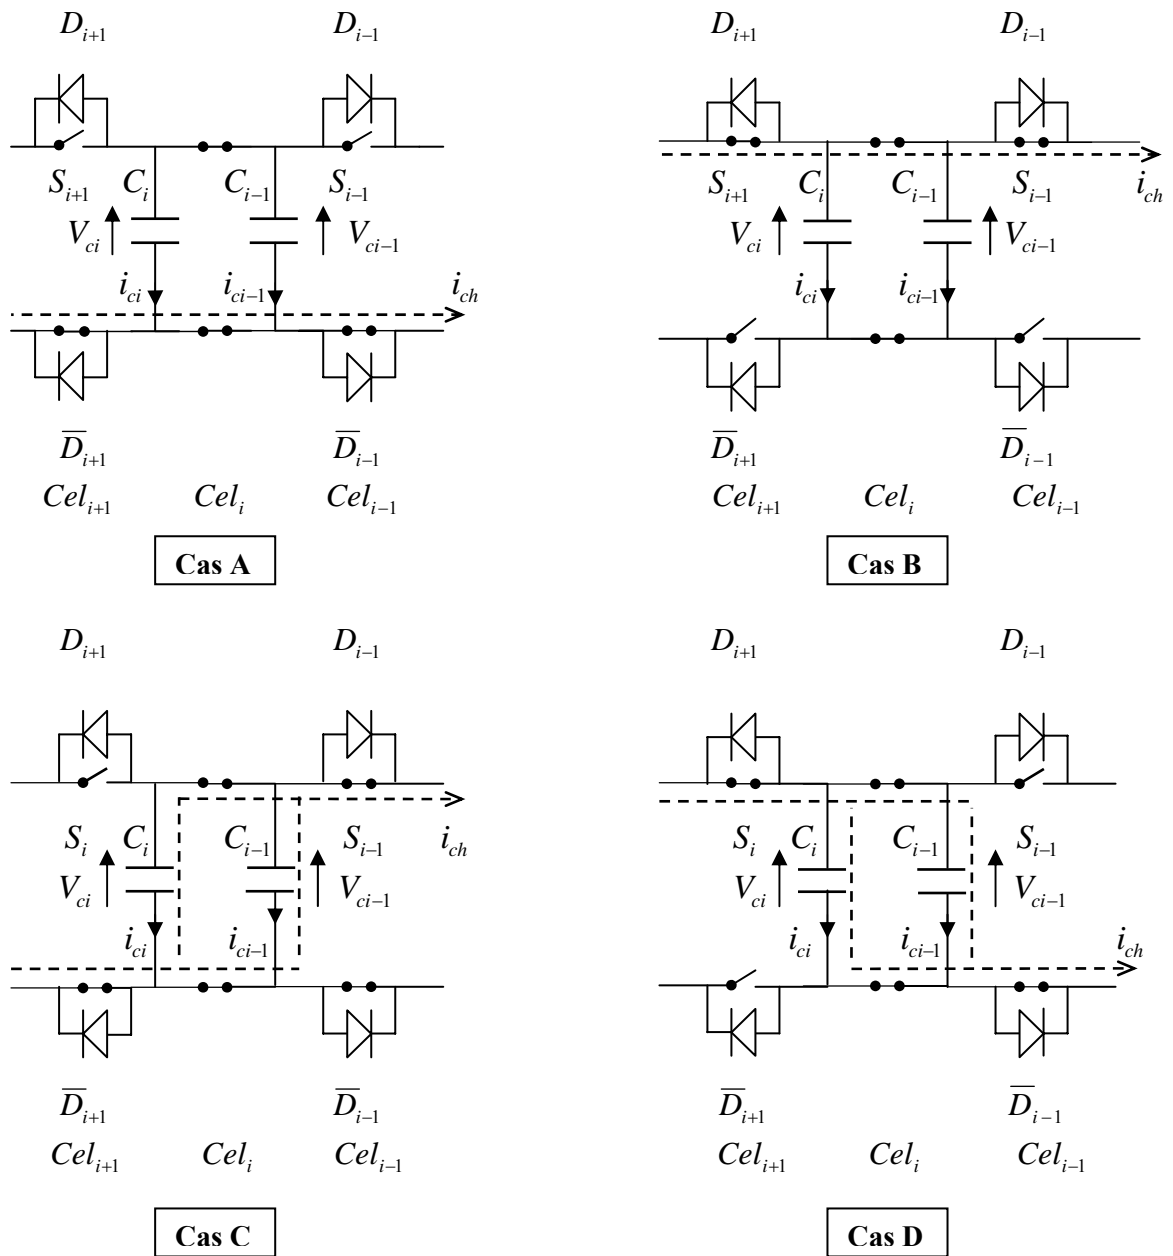 D_{i+1} D_{i−1} D_{i+1} D_{i−1}
S_{i+1} C_i C_{i−1} S_{i−1} S_{i+1} C_i C_{i−1} S_{i−1} i_{ch}
V_{ci} V_{ci−1} V_{ci} V_{ci−1}
i_{ci} i_{ci−1} i_{ch} i_{ci} i_{ci−1}
\overline{D}_{i+1} \overline{D}_{i−1} \overline{D}_{i+1} \overline{D}_{i−1}
Cel_{i+1} Cel_i Cel_{i−1} Cel_{i+1} Cel_i Cel_{i−1}
Cas A Cas B
D_{i+1} D_{i−1} D_{i+1} D_{i−1}
S_i C_i C_{i−1} S_{i−1} i_{ch} S_i C_i C_{i−1} S_{i−1}
V_{ci} V_{ci−1} V_{ci} V_{ci−1}
i_{ci} i_{ci−1} i_{ci} i_{ci−1} i_{ch}
\overline{D}_{i+1} \overline{D}_{i−1} \overline{D}_{i+1} \overline{D}_{i−1}
Cel_{i+1} Cel_i Cel_{i−1} Cel_{i+1} Cel_i Cel_{i−1}
Cas C Cas D